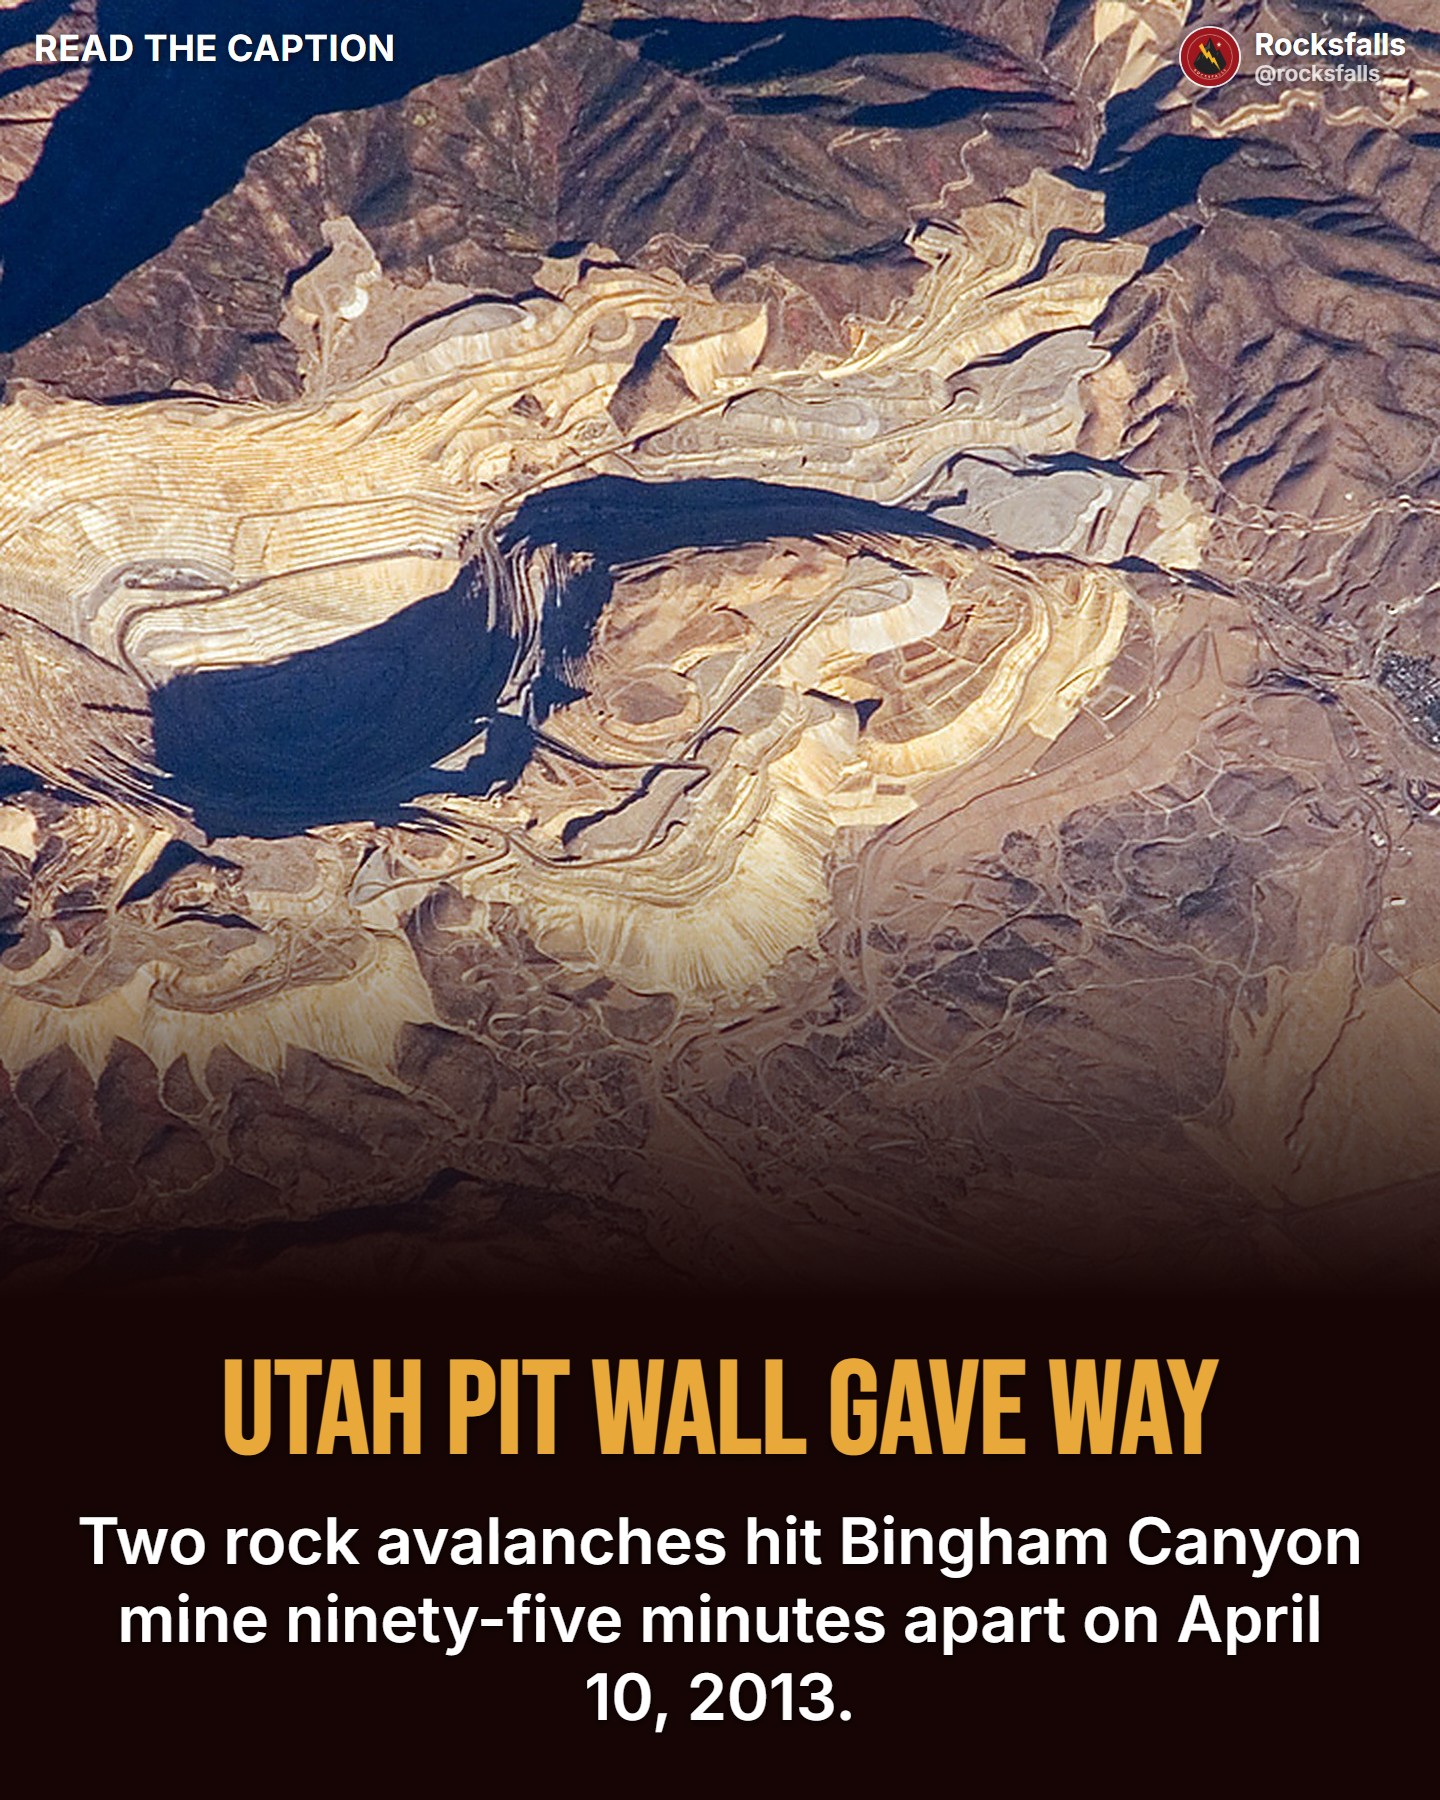 READ THE CAPTION
Rocksfalls
@rocksfalls
UTAH PIT WALL GAVE WAY
Two rock avalanches hit Bingham Canyon
mine ninety-five minutes apart on April
10, 2013.